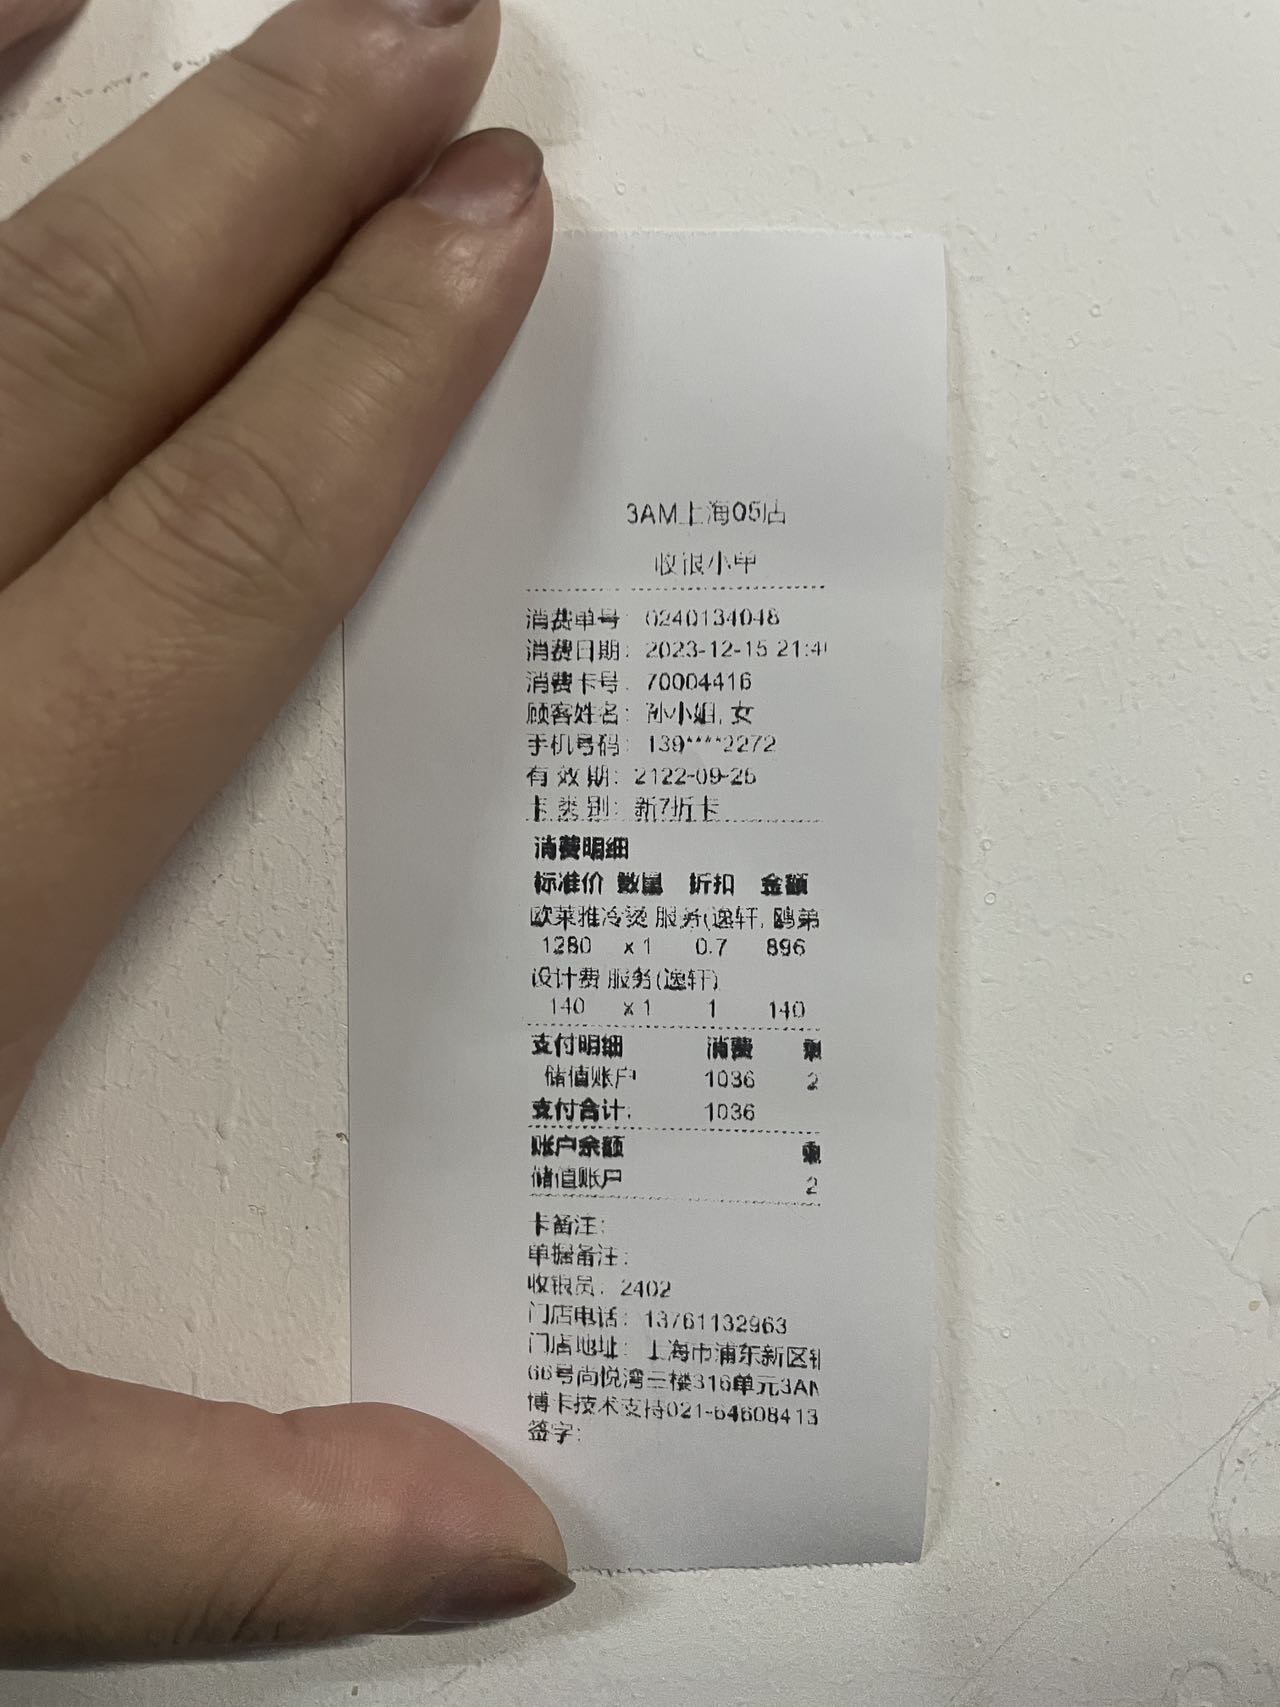 3AM上海05店
收银小单
消费单号: 0240134048
消费日期: 2023-12-15 21:4
消费卡号: 70004416
顾客姓名: 孙小姐, 女
手机号码: 139****2272
有 效 期: 2122-09-26
卡 类 别: 新7折卡
消费明细
标准价 数量 折扣 金额
欧莱雅冷烫 服务(逸轩, 鸥弟
1280 x 1 0.7 896
设计费 服务(逸轩)
140 x 1 1 140
支付明细 消费 剩
储值账户 1036 2
支付合计: 1036
账户余额 剩
储值账户 2
卡备注:
单据备注:
收银员: 2402
门店电话: 13761132963
门店地址: 上海市浦东新区
66号尚悦湾三楼316单元3AM
博卡技术支持021-64608413
签字: